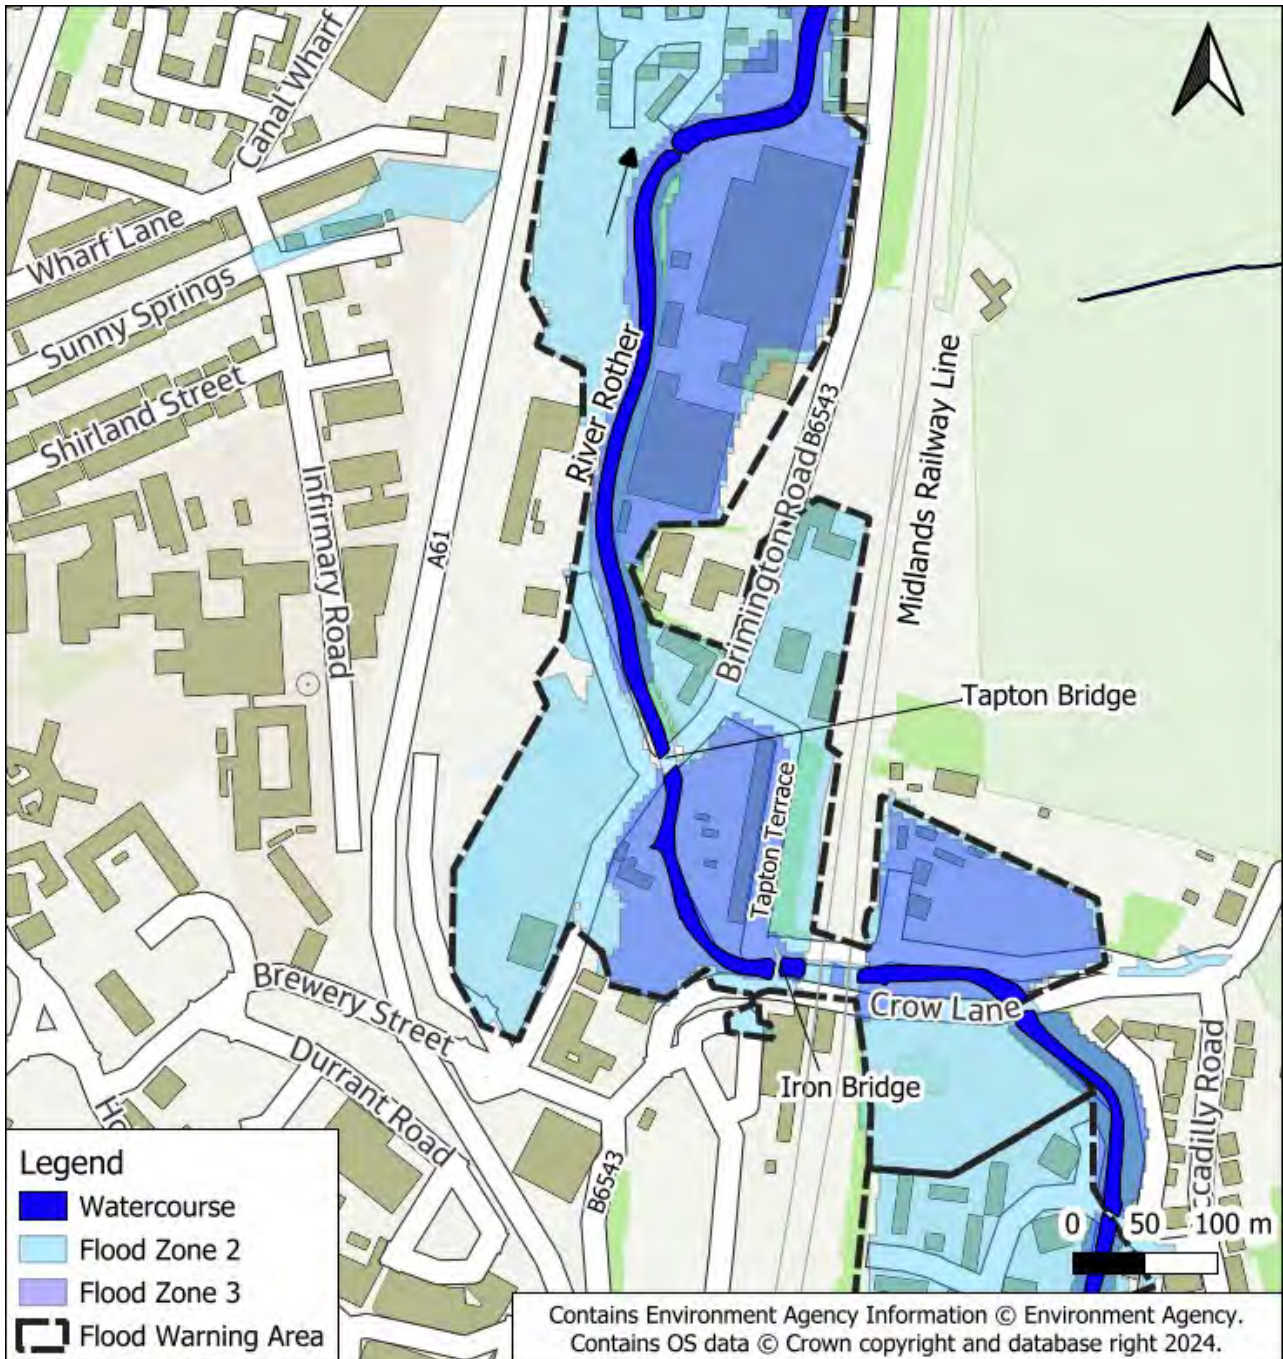 Canal Wharf
Wharf Lane
Sunny Springs
Shirland Street
Infirmary Road
A61
River Rother
Brimington Road
B6543
Midlands Railway Line
Tapton Bridge
Tapton Terrace
Crow Lane
Iron Bridge
Brewery Street
Durrant Road
Ho
B6543
ccadilly Road
0 50 100 m
Legend
Watercourse
Flood Zone 2
Flood Zone 3
Flood Warning Area
Contains Environment Agency Information © Environment Agency.
Contains OS data © Crown copyright and database right 2024.